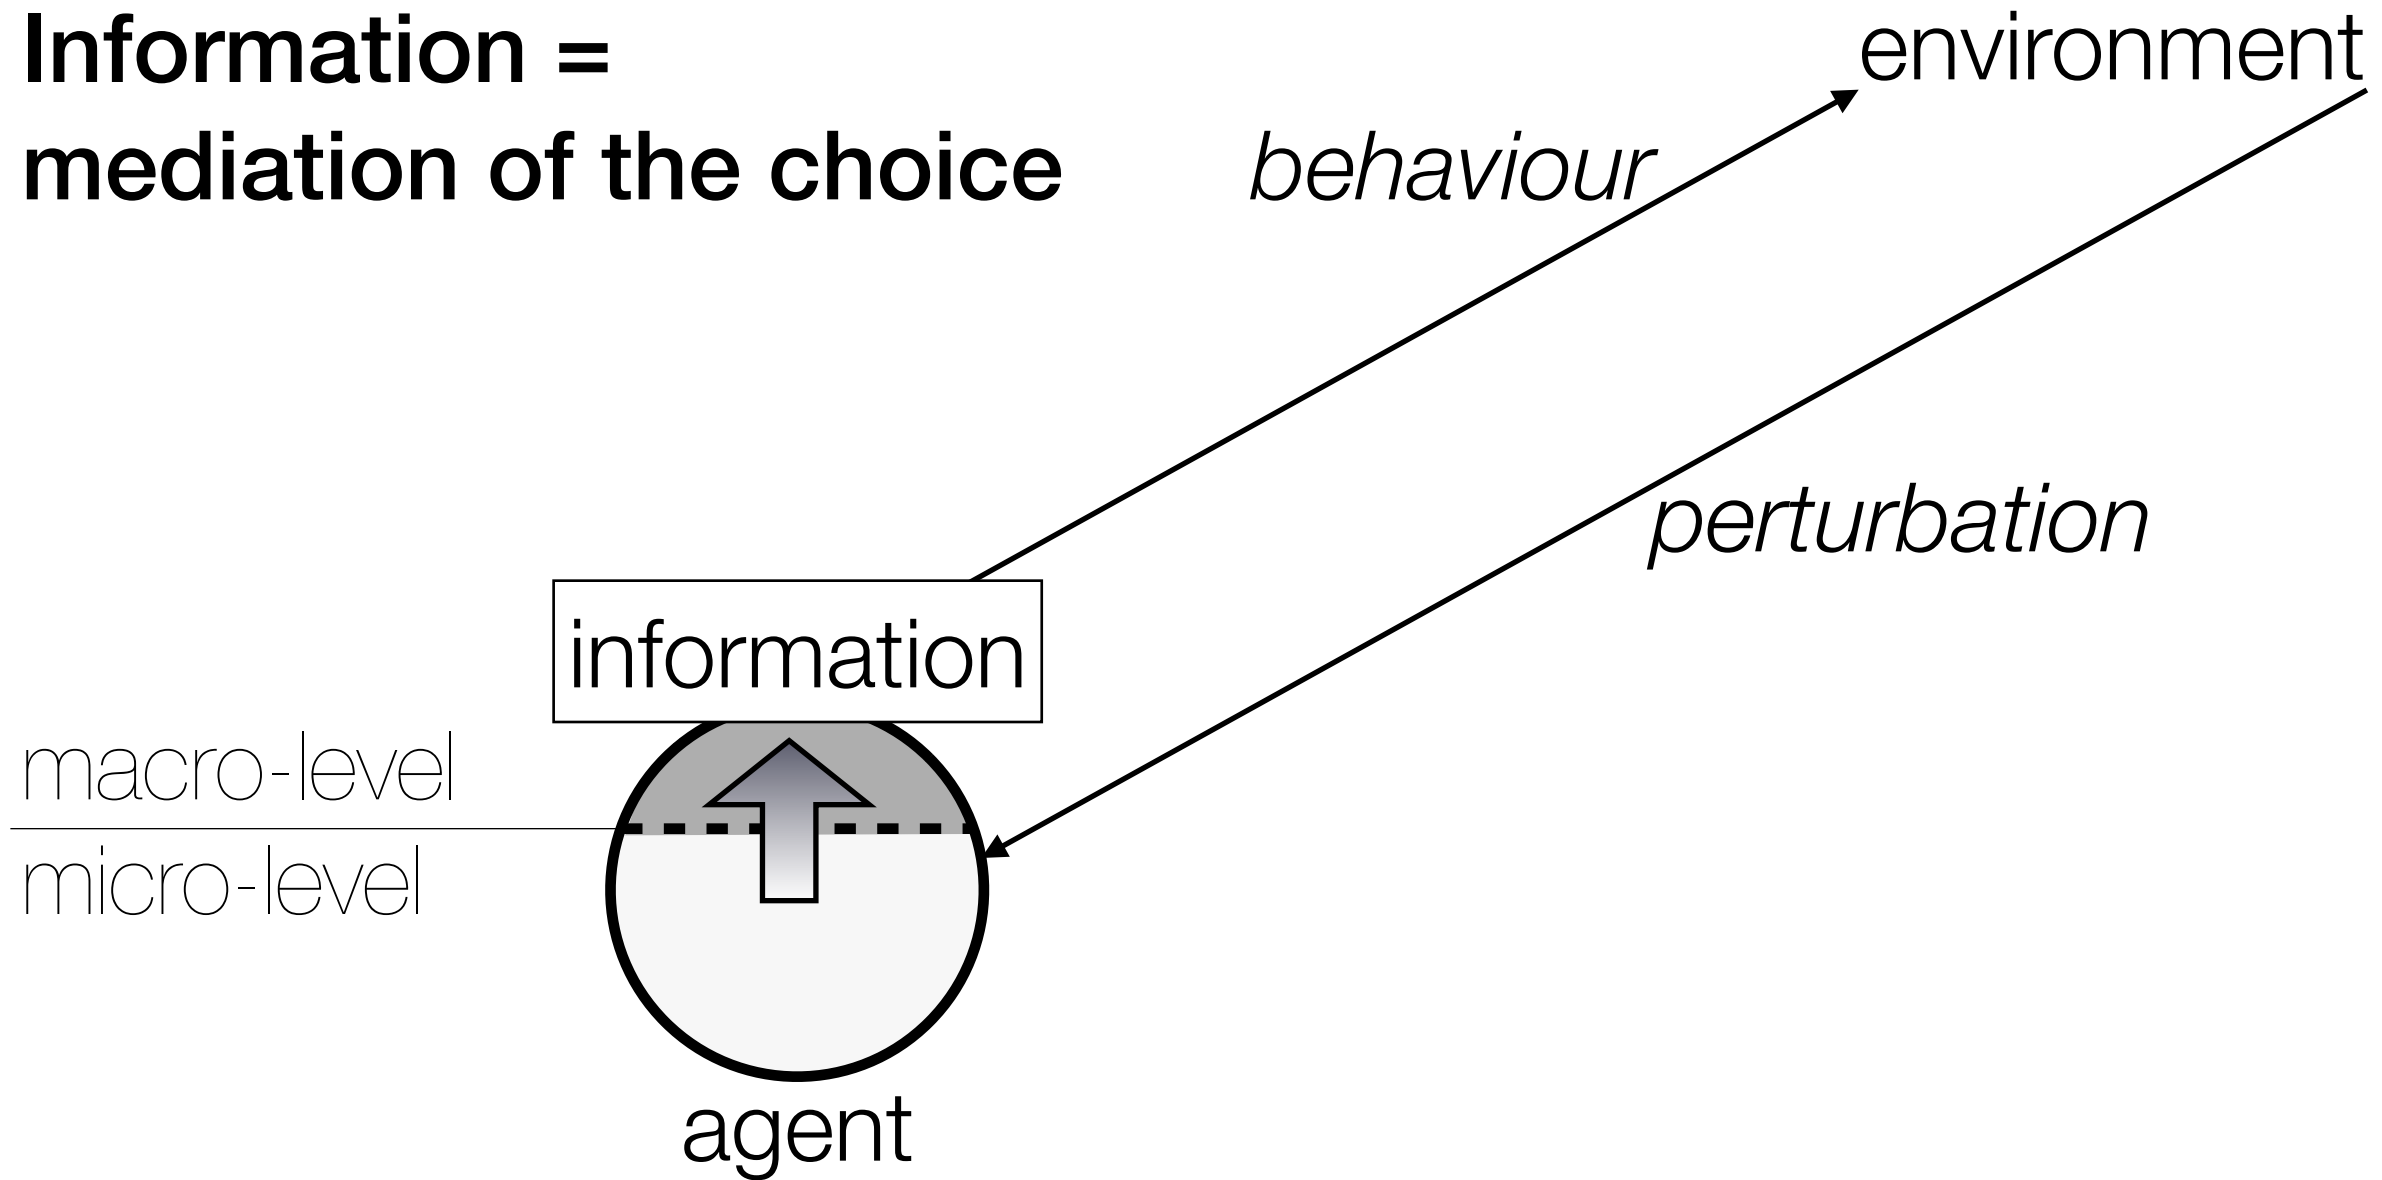 Information =
mediation of the choice
environment
behaviour
perturbation
information
macro-level
micro-level
agent